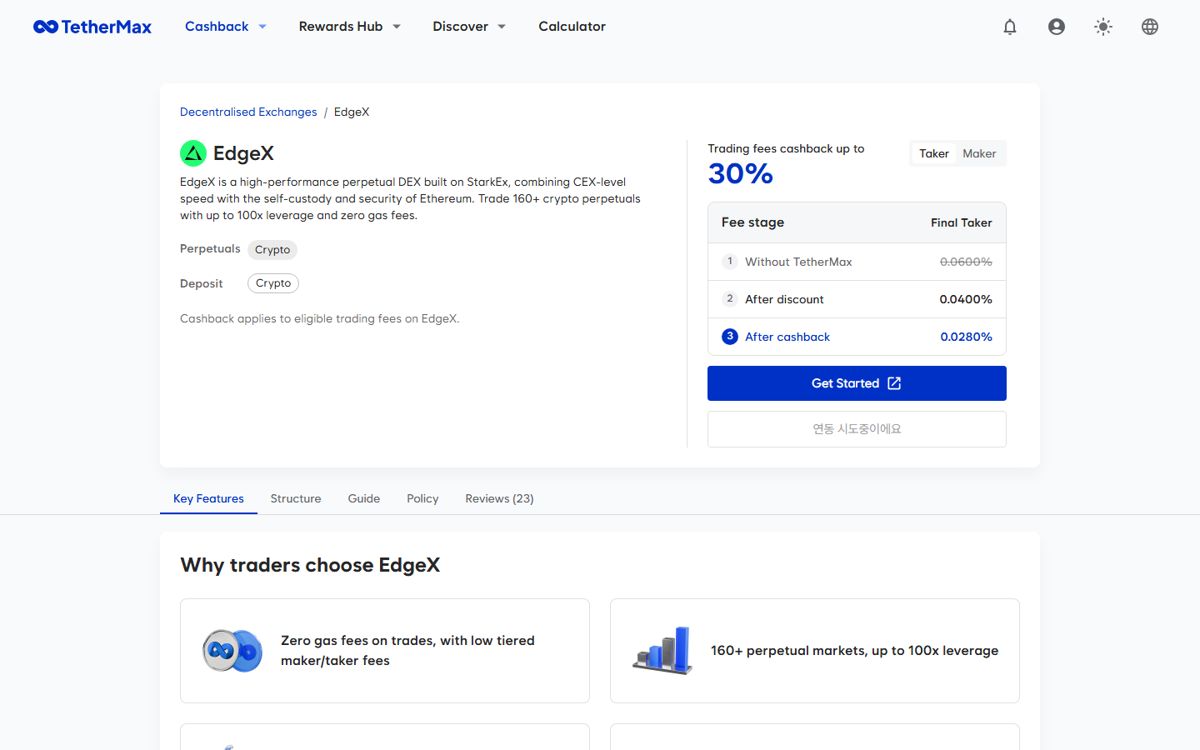 TetherMax
Cashback
Rewards Hub
Discover
Calculator
Decentralised Exchanges / EdgeX
EdgeX
EdgeX is a high-performance perpetual DEX built on StarkEx, combining CEX-level
speed with the self-custody and security of Ethereum. Trade 160+ crypto perpetuals
with up to 100x leverage and zero gas fees.
Perpetuals Crypto
Deposit Crypto
Cashback applies to eligible trading fees on EdgeX.
Trading fees cashback up to
30%
Taker Maker
Fee stage Final Taker
1 Without TetherMax 0.0600%
2 After discount 0.0400%
3 After cashback 0.0280%
Get Started
연동 시도중이에요
Key Features
Structure
Guide
Policy
Reviews (23)
Why traders choose EdgeX
Zero gas fees on trades, with low tiered
maker/taker fees
160+ perpetual markets, up to 100x leverage